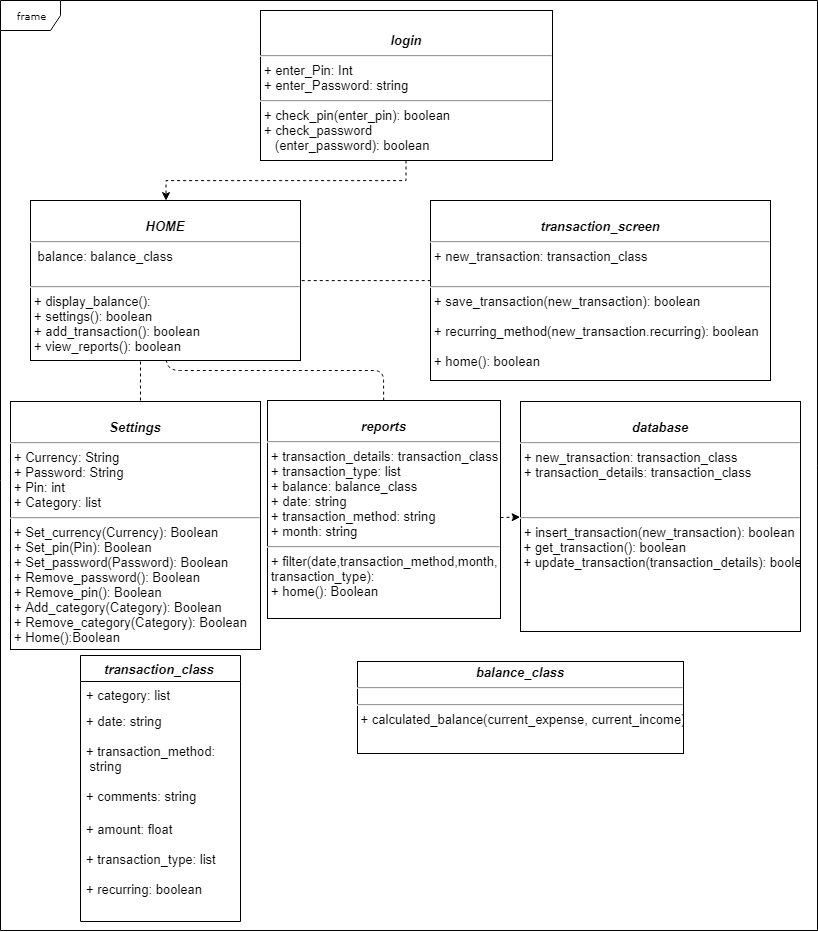 frame
login
+ enter_Pin: Int
+ enter_Password: string
+ check_pin(enter_pin): boolean
+ check_password
(enter_password): boolean
HOME
balance: balance_class
+ display_balance():
+ settings(): boolean
+ add_transaction(): boolean
+ view_reports(): boolean
transaction_screen
+ new_transaction: transaction_class
+ save_transaction(new_transaction): boolean
+ recurring_method(new_transaction.recurring): boolean
+ home(): boolean
Settings
+ Currency: String
+ Password: String
+ Pin: int
+ Category: list
+ Set_currency(Currency): Boolean
+ Set_pin(Pin): Boolean
+ Set_password(Password): Boolean
+ Remove_password(): Boolean
+ Remove_pin(): Boolean
+ Add_category(Category): Boolean
+ Remove_category(Category): Boolean
+ Home():Boolean
reports
+ transaction_details: transaction_class
+ transaction_type: list
+ balance: balance_class
+ date: string
+ transaction_method: string
+ month: string
+ filter(date,transaction_method,month,
transaction_type):
+ home(): Boolean
database
+ new_transaction: transaction_class
+ transaction_details: transaction_class
+ insert_transaction(new_transaction): boolean
+ get_transaction(): boolean
+ update_transaction(transaction_details): boole
transaction_class
+ category: list
+ date: string
+ transaction_method:
string
+ comments: string
+ amount: float
+ transaction_type: list
+ recurring: boolean
balance_class
+ calculated_balance(current_expense, current_income)